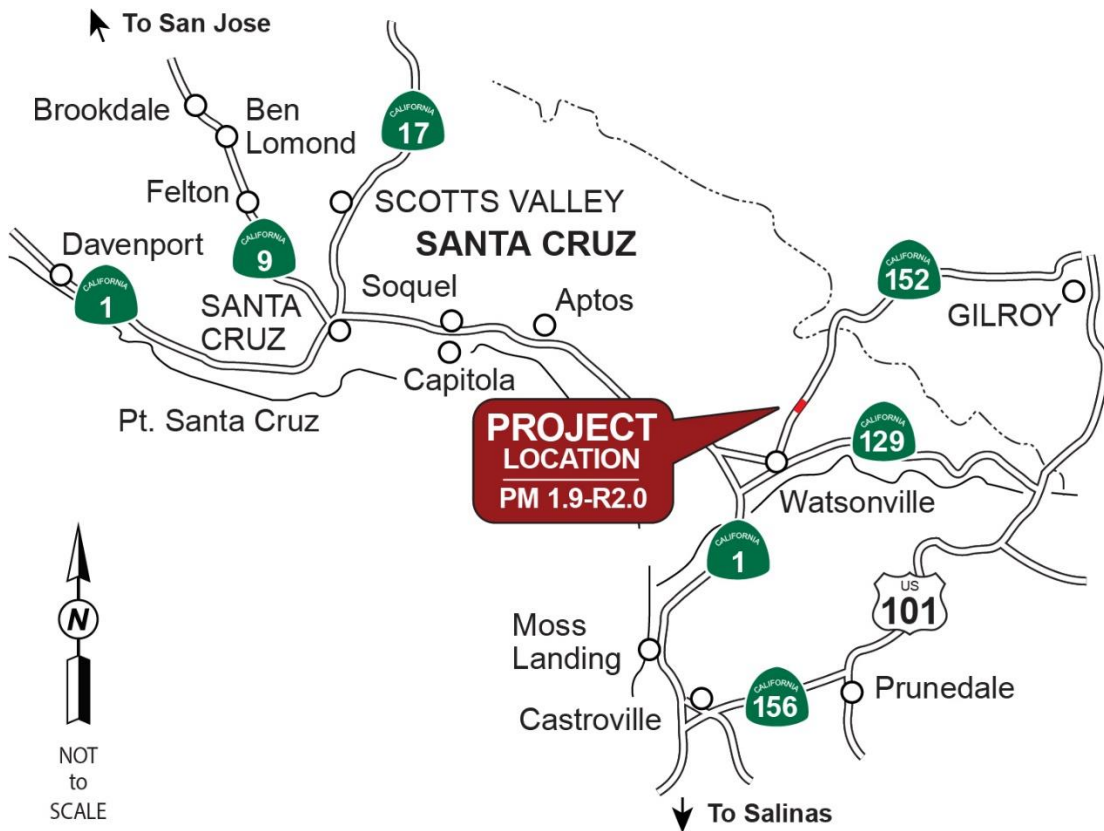 To San Jose
Brookdale
Ben
Lomond
CALIFORNIA
17
Felton
SCOTTS VALLEY
SANTA CRUZ
Davenport
CALIFORNIA
9
CALIFORNIA
1
SANTA
CRUZ
Soquel
Aptos
CALIFORNIA
152
GILROY
Capitola
Pt. Santa Cruz
PROJECT
LOCATION
PM 1.9-R2.0
CALIFORNIA
129
Watsonville
CALIFORNIA
1
US
101
Moss
Landing
Castroville
CALIFORNIA
156
Prunedale
N
NOT
to
SCALE
To Salinas